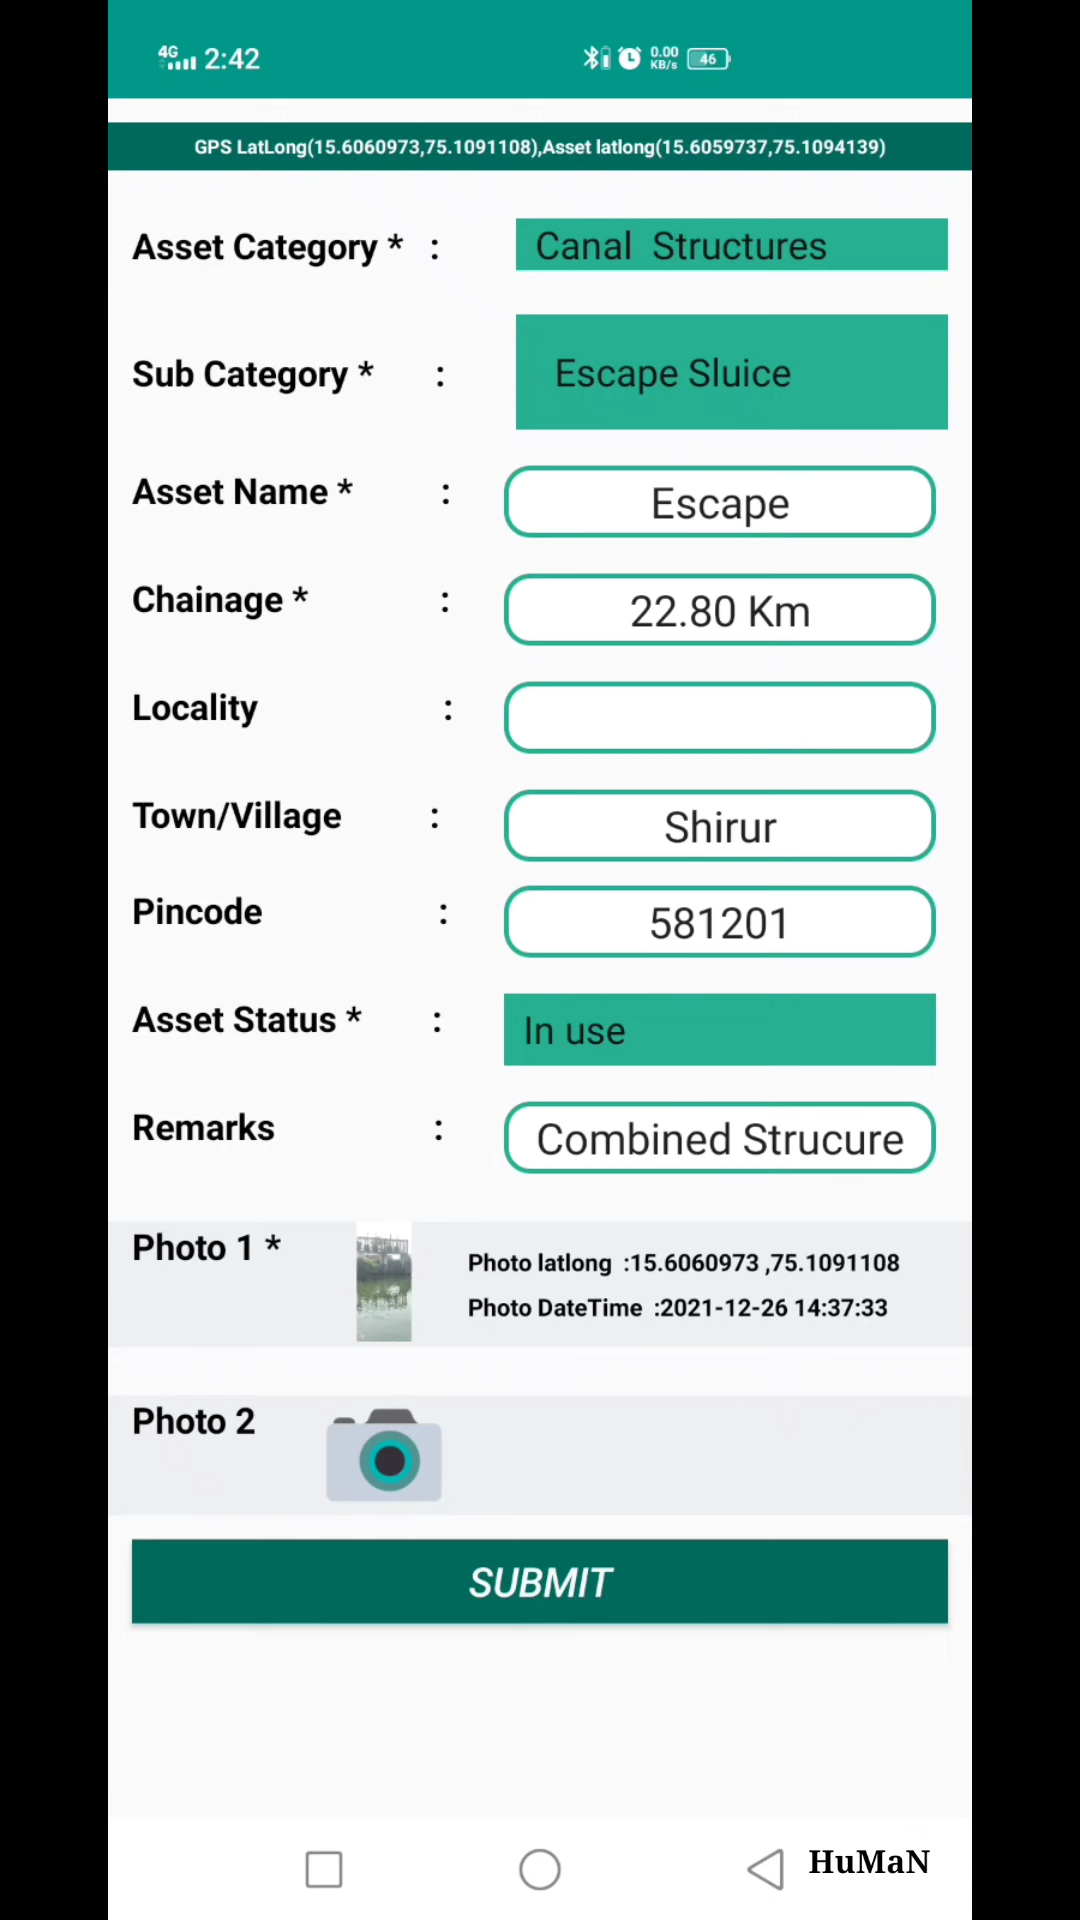 4G 2:42 0.00 KB/s 46
GPS LatLong(15.6060973,75.1091108),Asset latlong(15.6059737,75.1094139)
Asset Category * : Canal Structures
Sub Category * : Escape Sluice
Asset Name * : Escape
Chainage * : 22.80 Km
Locality :
Town/Village : Shirur
Pincode : 581201
Asset Status * : In use
Remarks : Combined Strucure
Photo 1 * Photo latlong :15.6060973 ,75.1091108
Photo DateTime :2021-12-26 14:37:33
Photo 2
SUBMIT
HuMaN